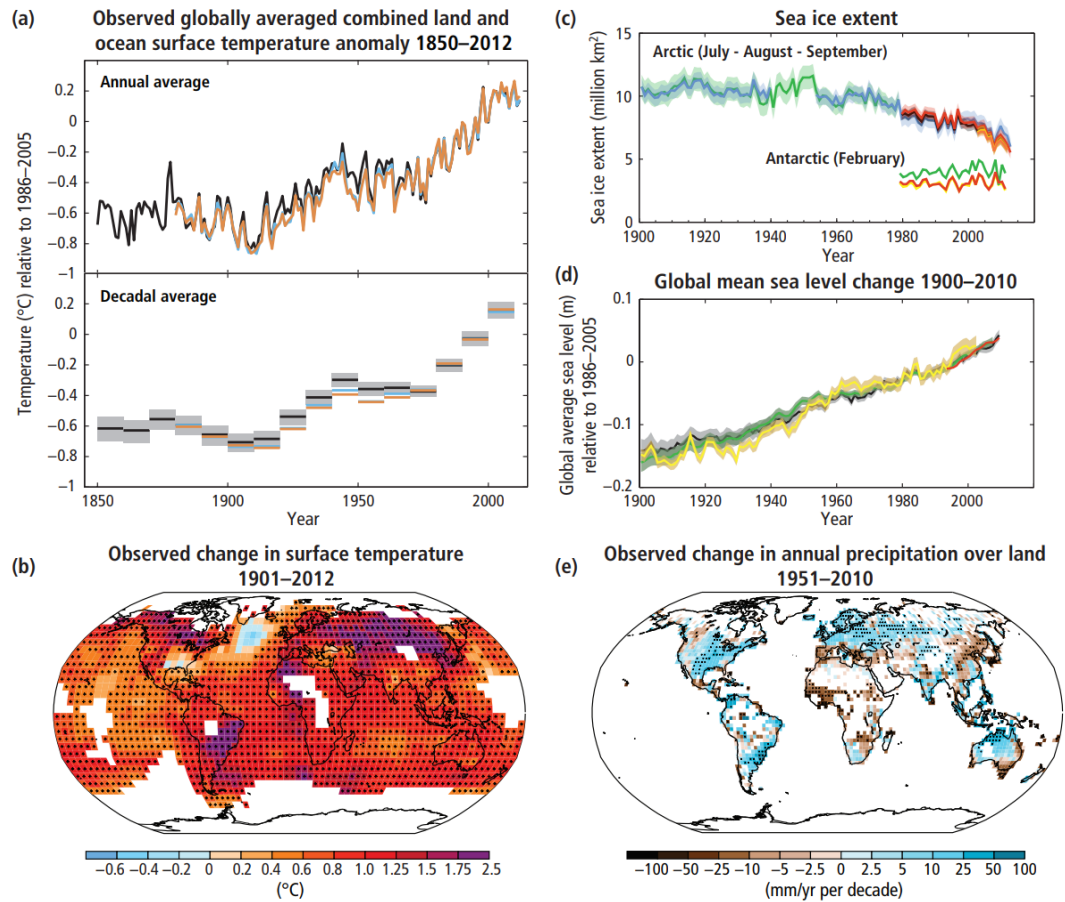 (a)
Observed globally averaged combined land and
ocean surface temperature anomaly 1850–2012
Annual average
0.2
0
−0.2
−0.4
−0.6
−0.8
−1
Decadal average
0.2
0
−0.2
−0.4
−0.6
−0.8
−1
Temperature (°C) relative to 1986–2005
1850
1900
1950
2000
Year
(c)
Sea ice extent
15
10
5
0
Sea ice extent (million km²)
Arctic (July - August - September)
Antarctic (February)
1900
1920
1940
1960
1980
2000
Year
(d)
Global mean sea level change 1900–2010
0.1
0
−0.1
−0.2
Global average sea level (m)
relative to 1986–2005
1900
1920
1940
1960
1980
2000
Year
(b)
Observed change in surface temperature
1901–2012
−0.6 −0.4 −0.2 0 0.2 0.4 0.6 0.8 1.0 1.25 1.5 1.75 2.5
(°C)
(e)
Observed change in annual precipitation over land
1951–2010
−100 −50 −25 −10 −5 −2.5 0 2.5 5 10 25 50 100
(mm/yr per decade)